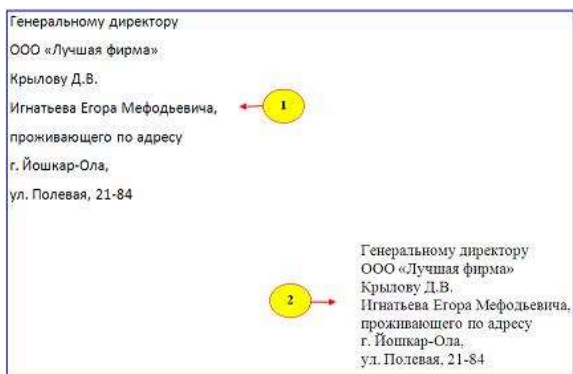 Генеральному директору
ООО «Лучшая фирма»
Крылову Д.В.
Игнатьева Егора Мефодьевича,
проживающего по адресу
г. Йошкар-Ола,
ул. Полевая, 21-84
1
2
Генеральному директору
ООО «Лучшая фирма»
Крылову Д.В.
Игнатьева Егора Мефодьевича,
проживающего по адресу
г. Йошкар-Ола,
ул. Полевая, 21-84